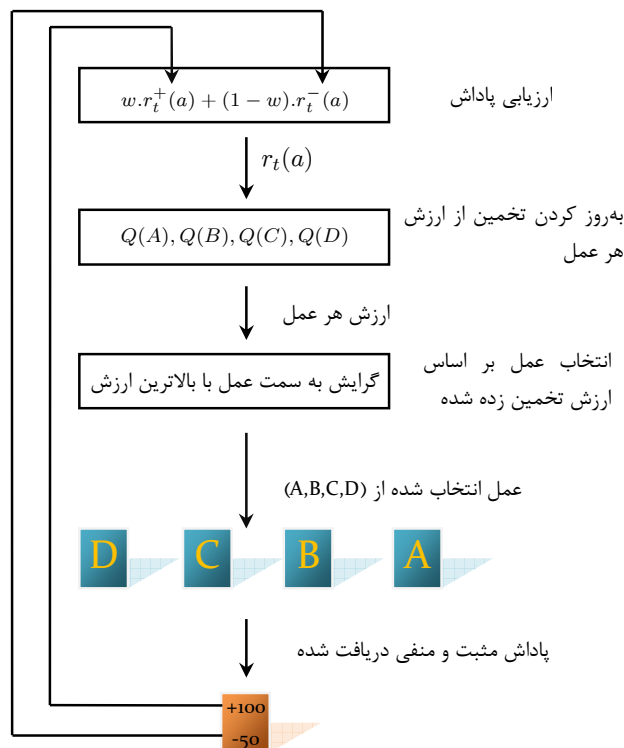 ارزیابی پاداش
w.r_t^+(a) + (1 − w).r_t^-(a)
r_t(a)
به‌روز کردن تخمین از ارزش
هر عمل
Q(A), Q(B), Q(C), Q(D)
ارزش هر عمل
انتخاب عمل بر اساس
ارزش تخمین زده شده
گرایش به سمت عمل با بالاترین ارزش
عمل انتخاب شده از (A,B,C,D)
D C B A
پاداش مثبت و منفی دریافت شده
+100
-50